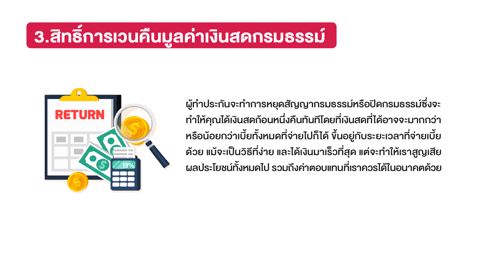 3.สิทธิ์การเวนคืนมูลค่าเงินสดกรมธรรม์
RETURN
ผู้ทำประกันจะทำการหยุดสัญญากรมธรรม์หรือปิดกรมธรรม์ซึ่งจะ
ทำให้คุณได้เงินสดก้อนหนึ่งคืนทันทีโดยที่เงินสดที่ได้อาจจะมากกว่า
หรือน้อยกว่าเบี้ยทั้งหมดที่จ่ายไปก็ได้ ขึ้นอยู่กับระยะเวลาที่จ่ายเบี้ย
ด้วย แม้จะเป็นวิธีที่ง่าย และได้เงินมาเร็วที่สุด แต่จะทำให้เราสูญเสีย
ผลประโยชน์ทั้งหมดไป รวมถึงค่าตอบแทนที่เราควรได้ในอนาคตด้วย